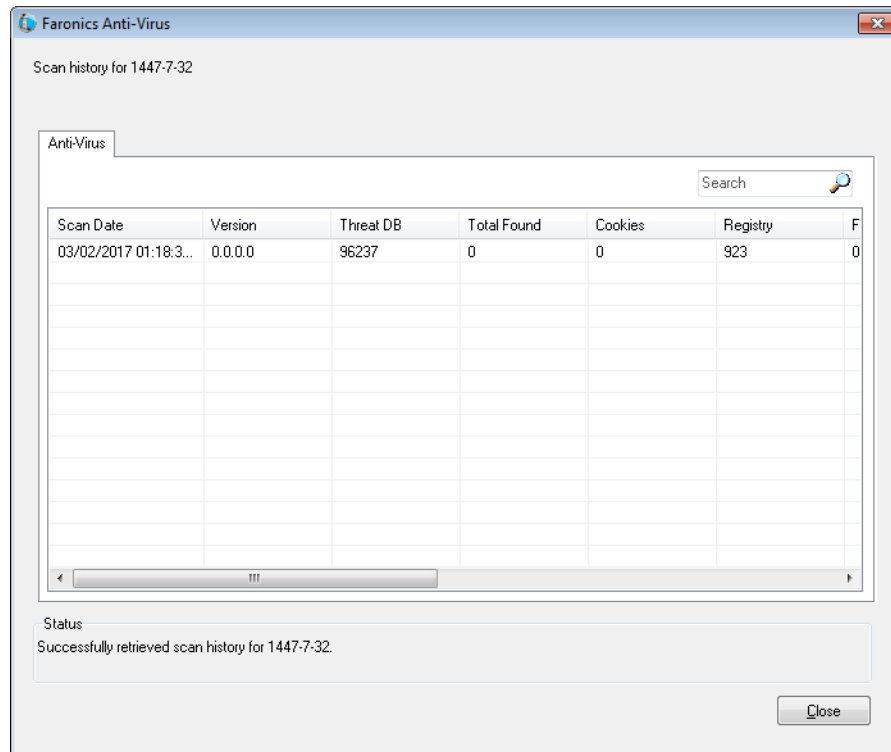 Faronics Anti-Virus
Scan history for 1447-7-32
Anti-Virus
Search
Scan Date Version Threat DB Total Found Cookies Registry F
03/02/2017 01:18:3... 0.0.0.0 96237 0 0 923 0
Status
Successfully retrieved scan history for 1447-7-32.
Close